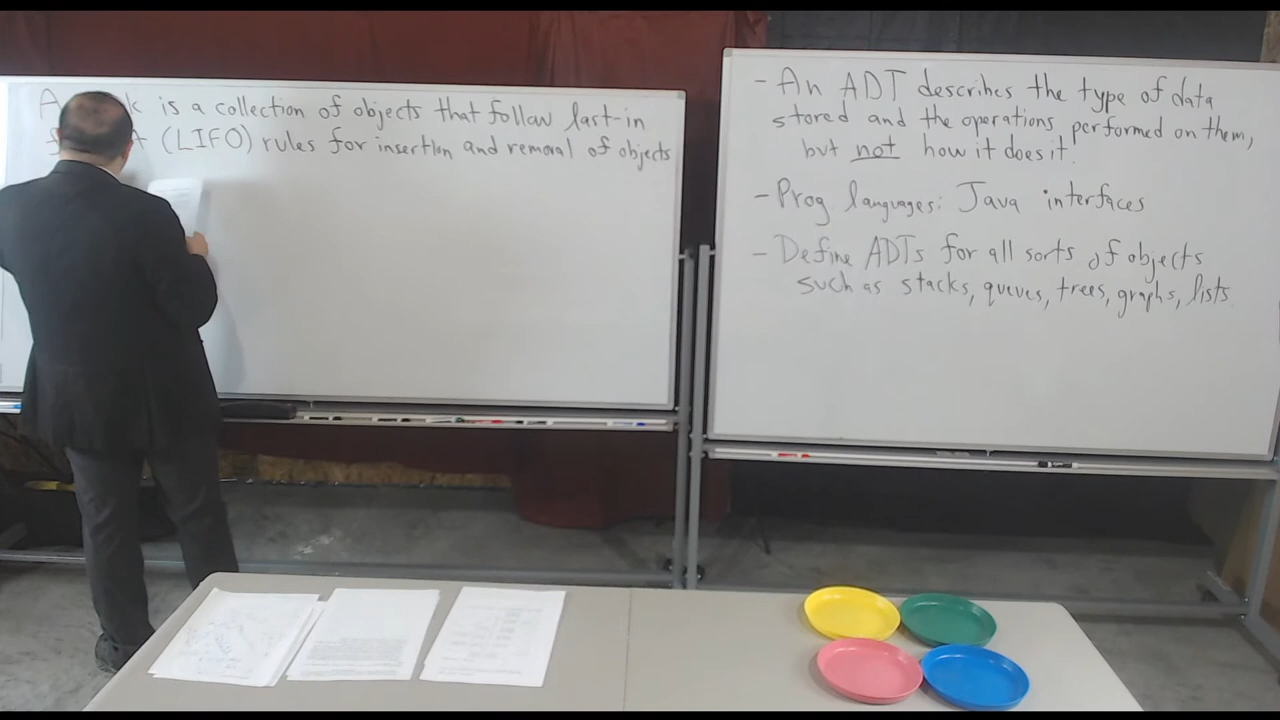 A is a collection of objects that follow last-in
(LIFO) rules for insertion and removal of objects
- An ADT describes the type of data
stored and the operations performed on them,
but not how it does it.
- Prog languages: Java interfaces
- Define ADTs for all sorts of objects
such as stacks, queues, trees, graphs, lists